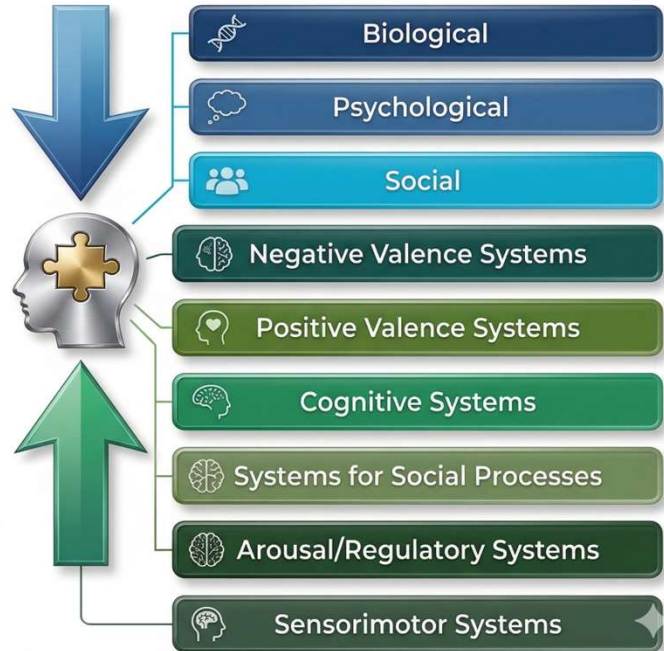 Biological
Psychological
Social
Negative Valence Systems
Positive Valence Systems
Cognitive Systems
Systems for Social Processes
Arousal/Regulatory Systems
Sensorimotor Systems